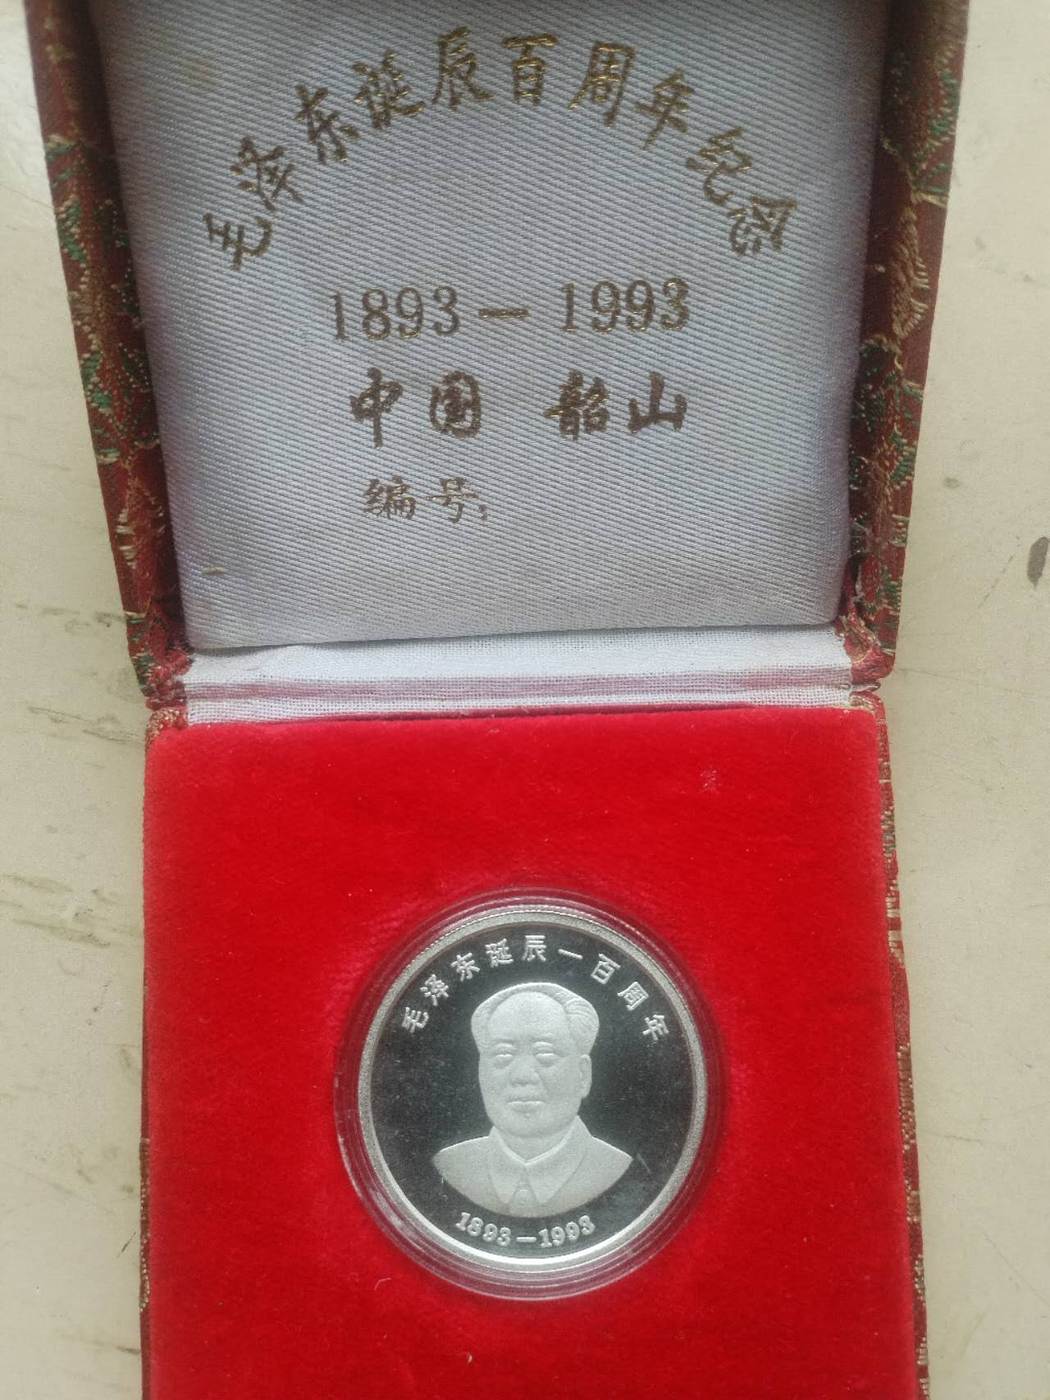 毛泽东诞辰百周年纪念
1893—1993
中国 韶山
编号:
毛泽东诞辰一百周年
1893—1993